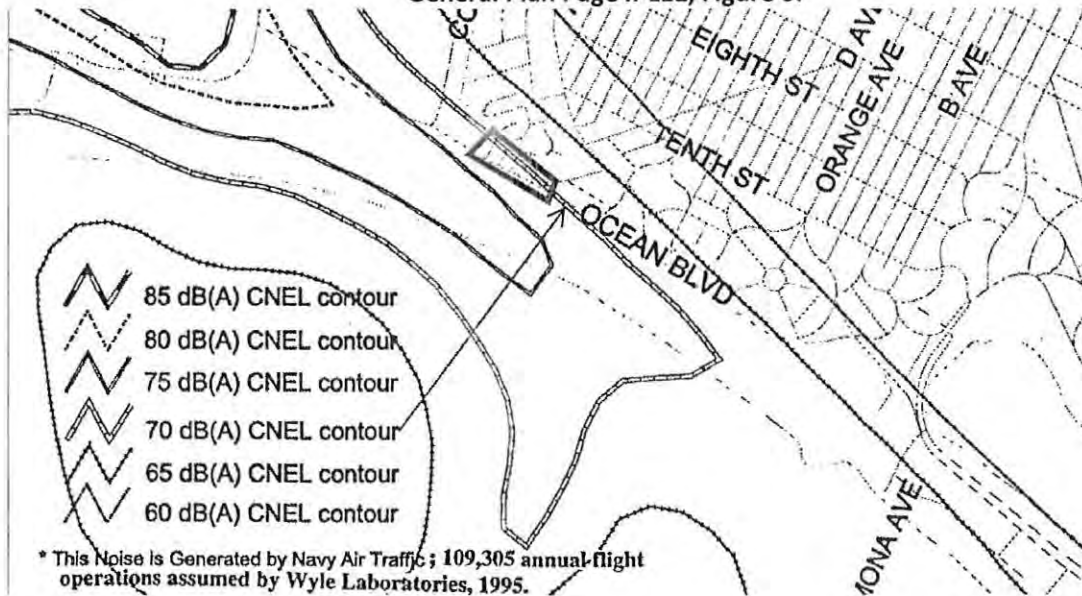 CO
EIGHTH ST
D AVE
ORANGE AVE
B AVE
TENTH ST
OCEAN BLVD
85 dB(A) CNEL contour
80 dB(A) CNEL contour
75 dB(A) CNEL contour
70 dB(A) CNEL contour
65 dB(A) CNEL contour
60 dB(A) CNEL contour
MONA AVE
* This Noise is Generated by Navy Air Traffic; 109,305 annual flight
operations assumed by Wyle Laboratories, 1995.